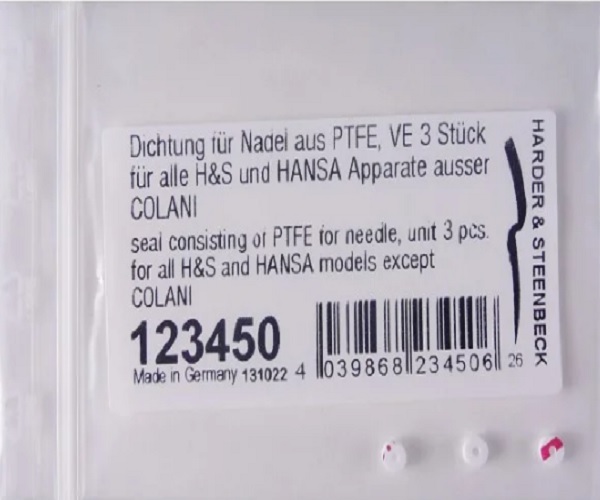 Dichtung für Nadel aus PTFE, VE 3 Stück
für alle H&S und HANSA Apparate ausser
COLANI
seal consisting of PTFE for needle, unit 3 pcs.
for all H&S and HANSA models except
COLANI
123450
Made in Germany 131022
4 039868 234506 26
HARDER & STEENBECK